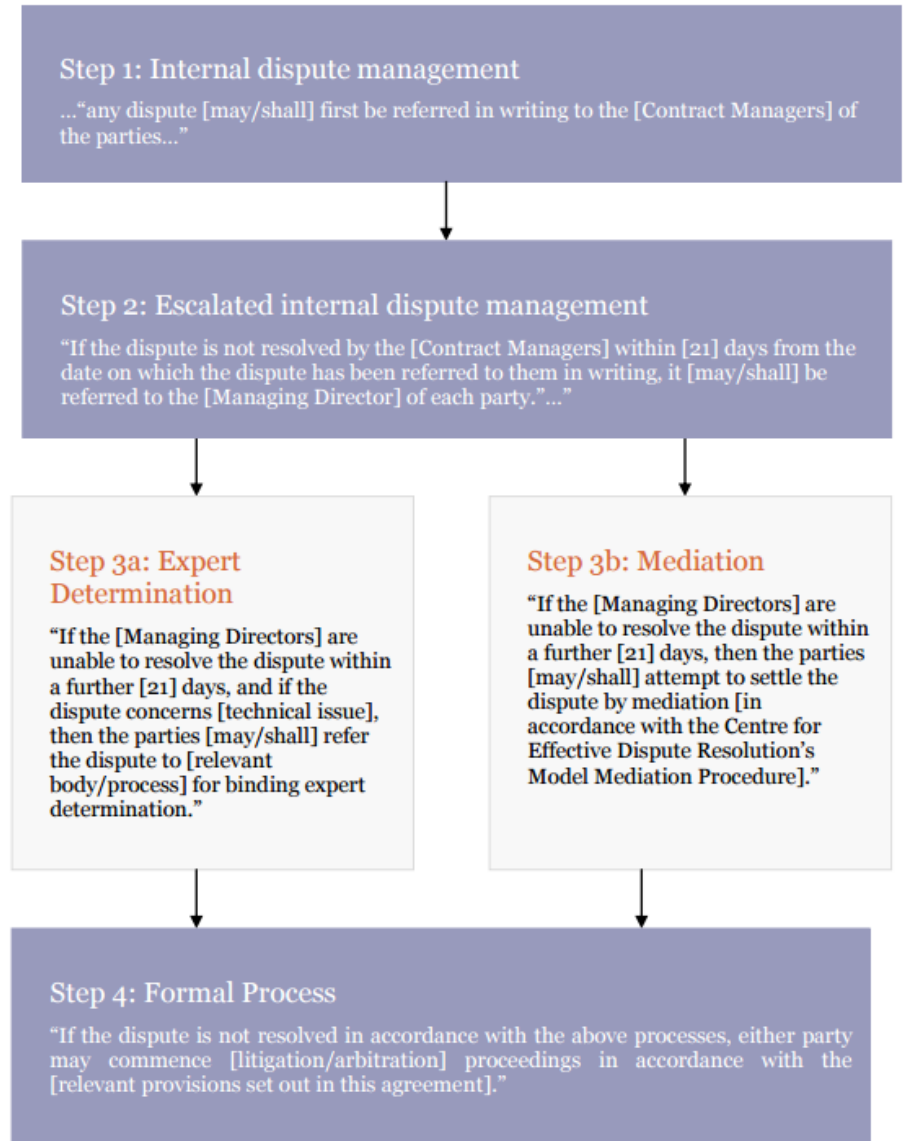 Step 1: Internal dispute management
…“any dispute [may/shall] first be referred in writing to the [Contract Managers] of
the parties…”
Step 2: Escalated internal dispute management
“If the dispute is not resolved by the [Contract Managers] within [21] days from the
date on which the dispute has been referred to them in writing, it [may/shall] be
referred to the [Managing Director] of each party.”…”
Step 3a: Expert
Determination
“If the [Managing Directors] are
unable to resolve the dispute within
a further [21] days, and if the
dispute concerns [technical issue],
then the parties [may/shall] refer
the dispute to [relevant
body/process] for binding expert
determination.”
Step 3b: Mediation
“If the [Managing Directors] are
unable to resolve the dispute within
a further [21] days, then the parties
[may/shall] attempt to settle the
dispute by mediation [in
accordance with the Centre for
Effective Dispute Resolution’s
Model Mediation Procedure].”
Step 4: Formal Process
“If the dispute is not resolved in accordance with the above processes, either party
may commence [litigation/arbitration] proceedings in accordance with the
[relevant provisions set out in this agreement].”